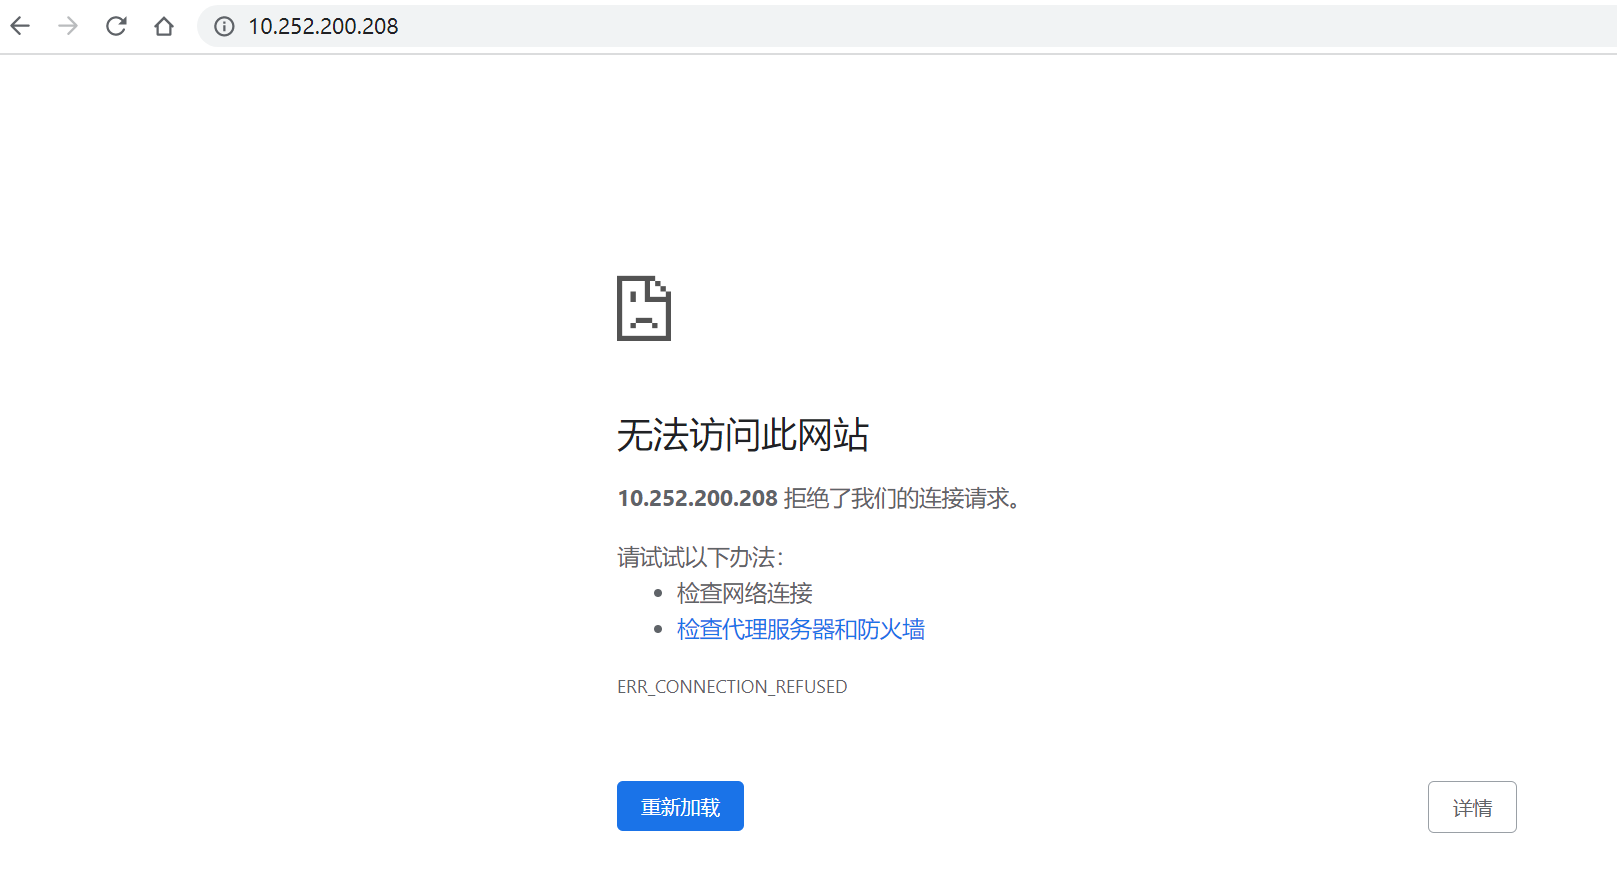 10.252.200.208
无法访问此网站
10.252.200.208 拒绝了我们的连接请求。
请试试以下办法：
检查网络连接
检查代理服务器和防火墙
ERR_CONNECTION_REFUSED
重新加载
详情